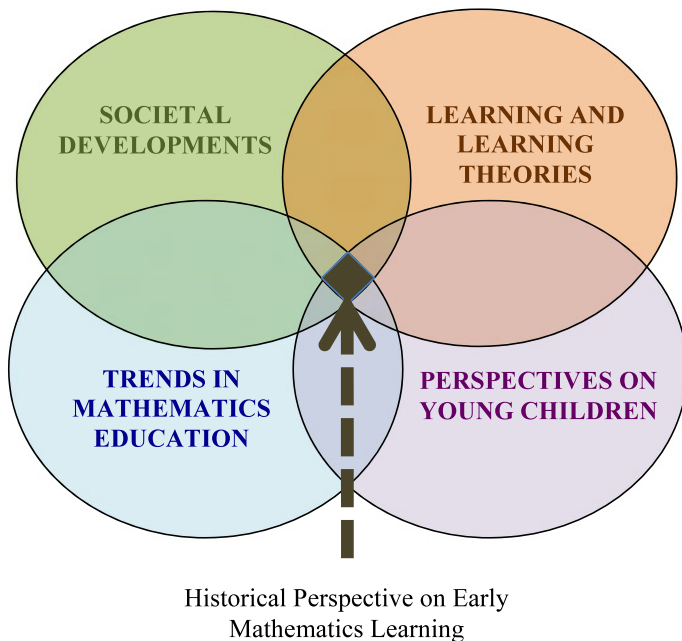 SOCIETAL
DEVELOPMENTS
LEARNING AND
LEARNING
THEORIES
TRENDS IN
MATHEMATICS
EDUCATION
PERSPECTIVES ON
YOUNG CHILDREN
Historical Perspective on Early
Mathematics Learning